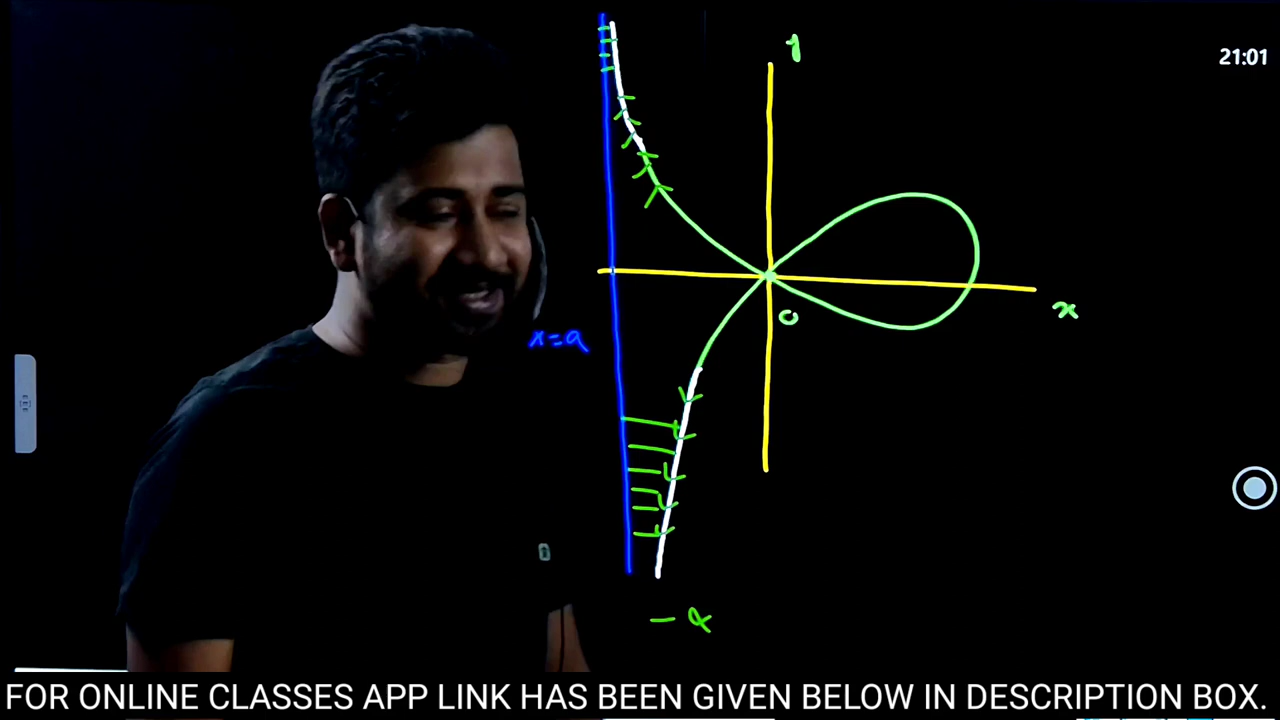 y
21:01
x
o
x=a
-α
FOR ONLINE CLASSES APP LINK HAS BEEN GIVEN BELOW IN DESCRIPTION BOX.